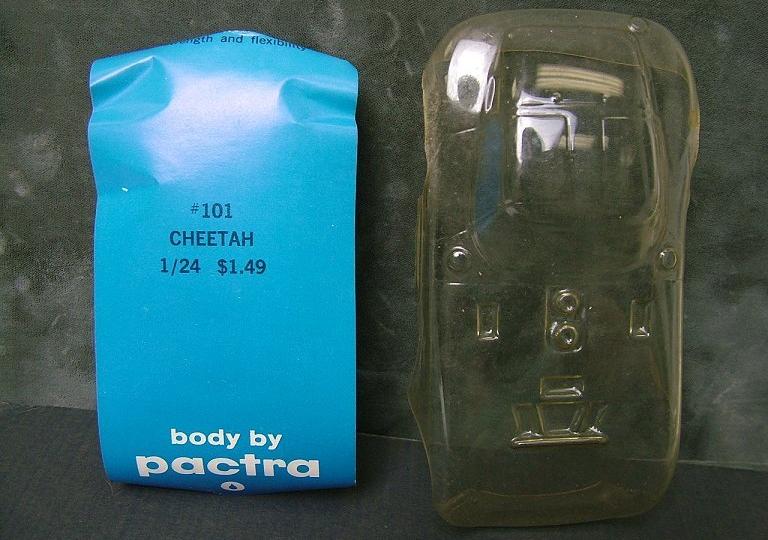 and flexibility
#101
CHEETAH
1/24 $1.49
body by
pactra